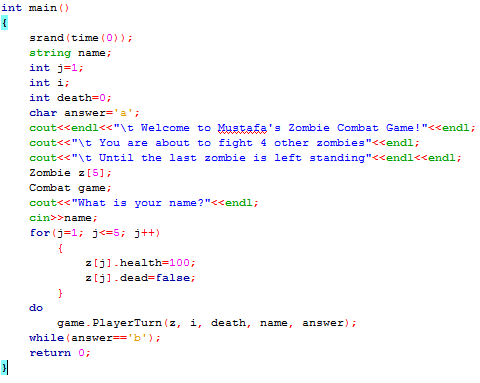 int main()
{
srand(time(0));
string name;
int j=1;
int i;
int death=0;
char answer='a';
cout<<endl<<"\t Welcome to Mustafa's Zombie Combat Game!"<<endl;
cout<<"\t You are about to fight 4 other zombies"<<endl;
cout<<"\t Until the last zombie is left standing"<<endl<<endl;
Zombie z[5];
Combat game;
cout<<"What is your name?"<<endl;
cin>>name;
for(j=1; j<=5; j++)
{
z[j].health=100;
z[j].dead=false;
}
do
game.PlayerTurn(z, i, death, name, answer);
while(answer=='b');
return 0;
}